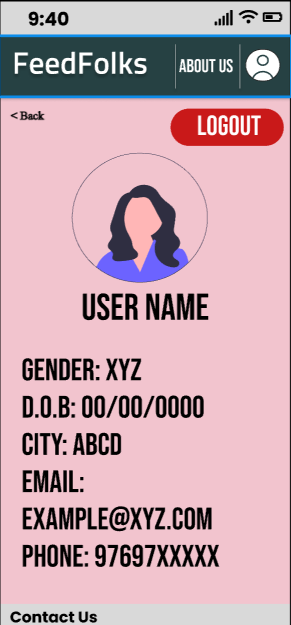 9:40
FeedFolks
ABOUT US
< Back
LOGOUT
USER NAME
GENDER: XYZ
D.O.B: 00/00/0000
CITY: ABCD
EMAIL:
EXAMPLE@XYZ.COM
PHONE: 97697XXXXX
Contact Us